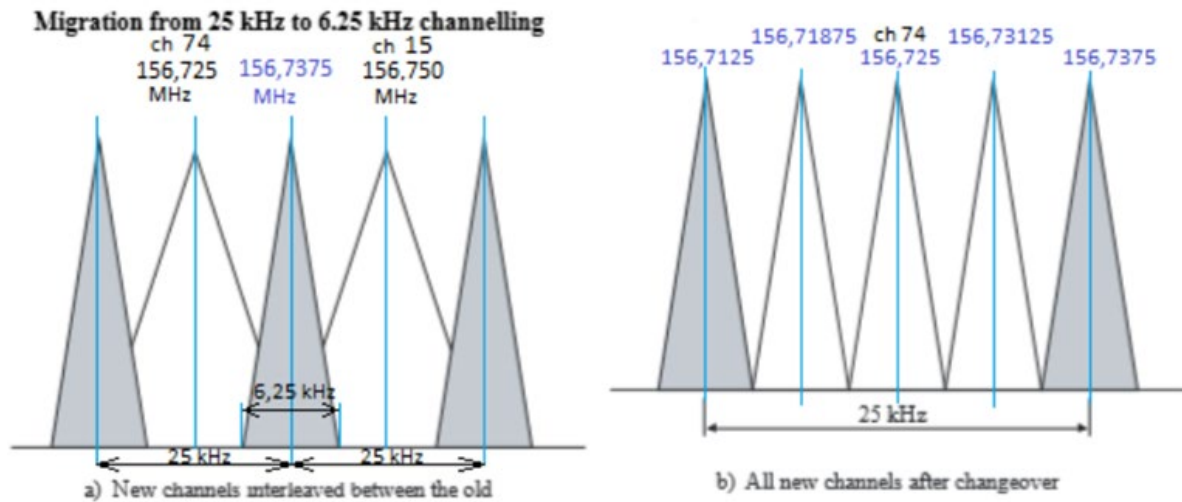 Migration from 25 kHz to 6.25 kHz channelling
ch 74
156,725
MHz
156,7375
MHz
ch 15
156,750
MHz
6,25 kHz
25 kHz
25 kHz
a) New channels interleaved between the old
156,7125
156,71875
ch 74
156,725
156,73125
156,7375
25 kHz
b) All new channels after changeover